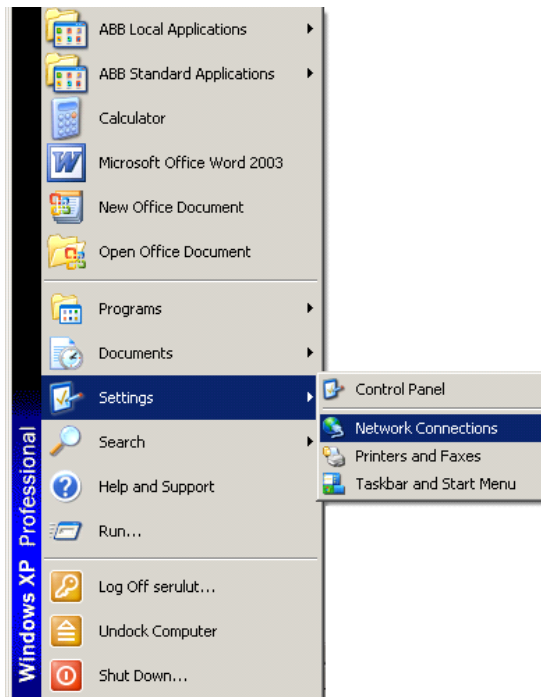 ABB Local Applications
ABB Standard Applications
Calculator
Microsoft Office Word 2003
New Office Document
Open Office Document
Programs
Documents
Settings
Search
Help and Support
Run...
Log Off serulut...
Undock Computer
Shut Down...
Control Panel
Network Connections
Printers and Faxes
Taskbar and Start Menu
Windows XP Professional